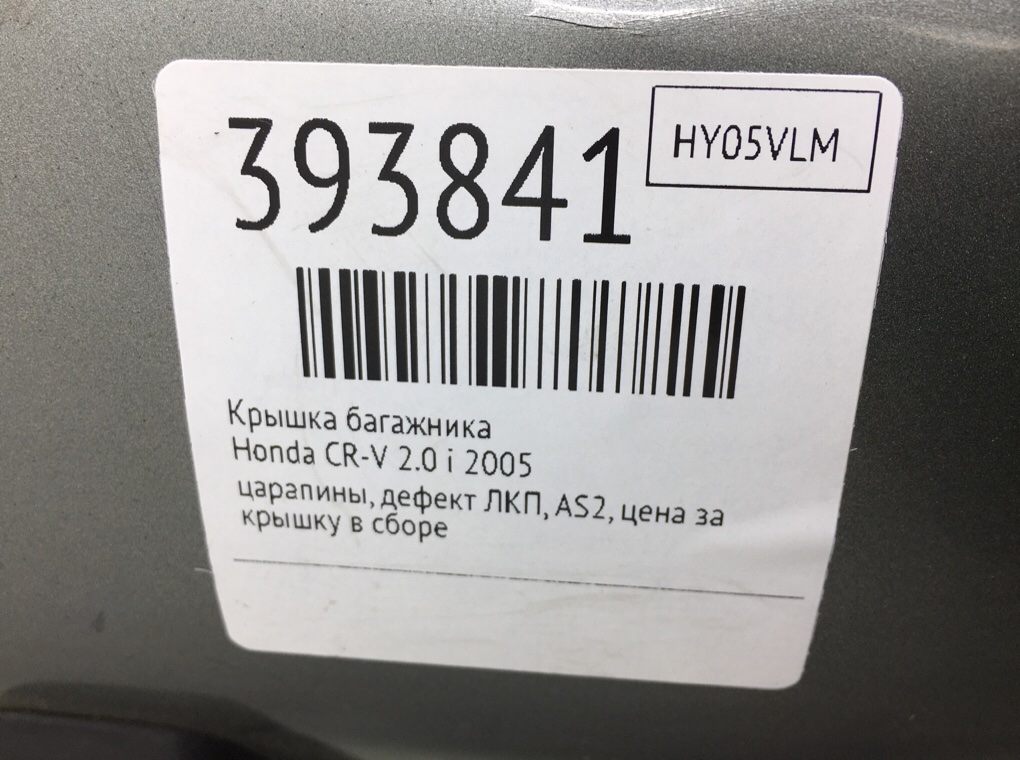 393841
HY05VLM
Крышка багажника
Honda CR-V 2.0 i 2005
царапины, дефект ЛКП, AS2, цена за
крышку в сборе